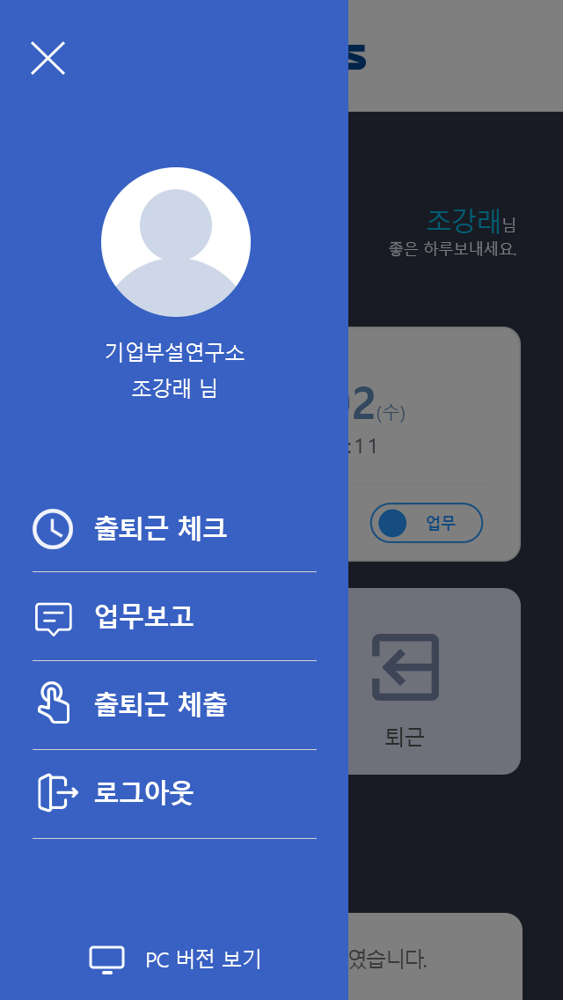 기업부설연구소
조강래 님
출퇴근 체크
업무보고
출퇴근 체출
로그아웃
PC 버전 보기
조강래님
좋은 하루보내세요.
2(수)
:11
업무
퇴근
였습니다.